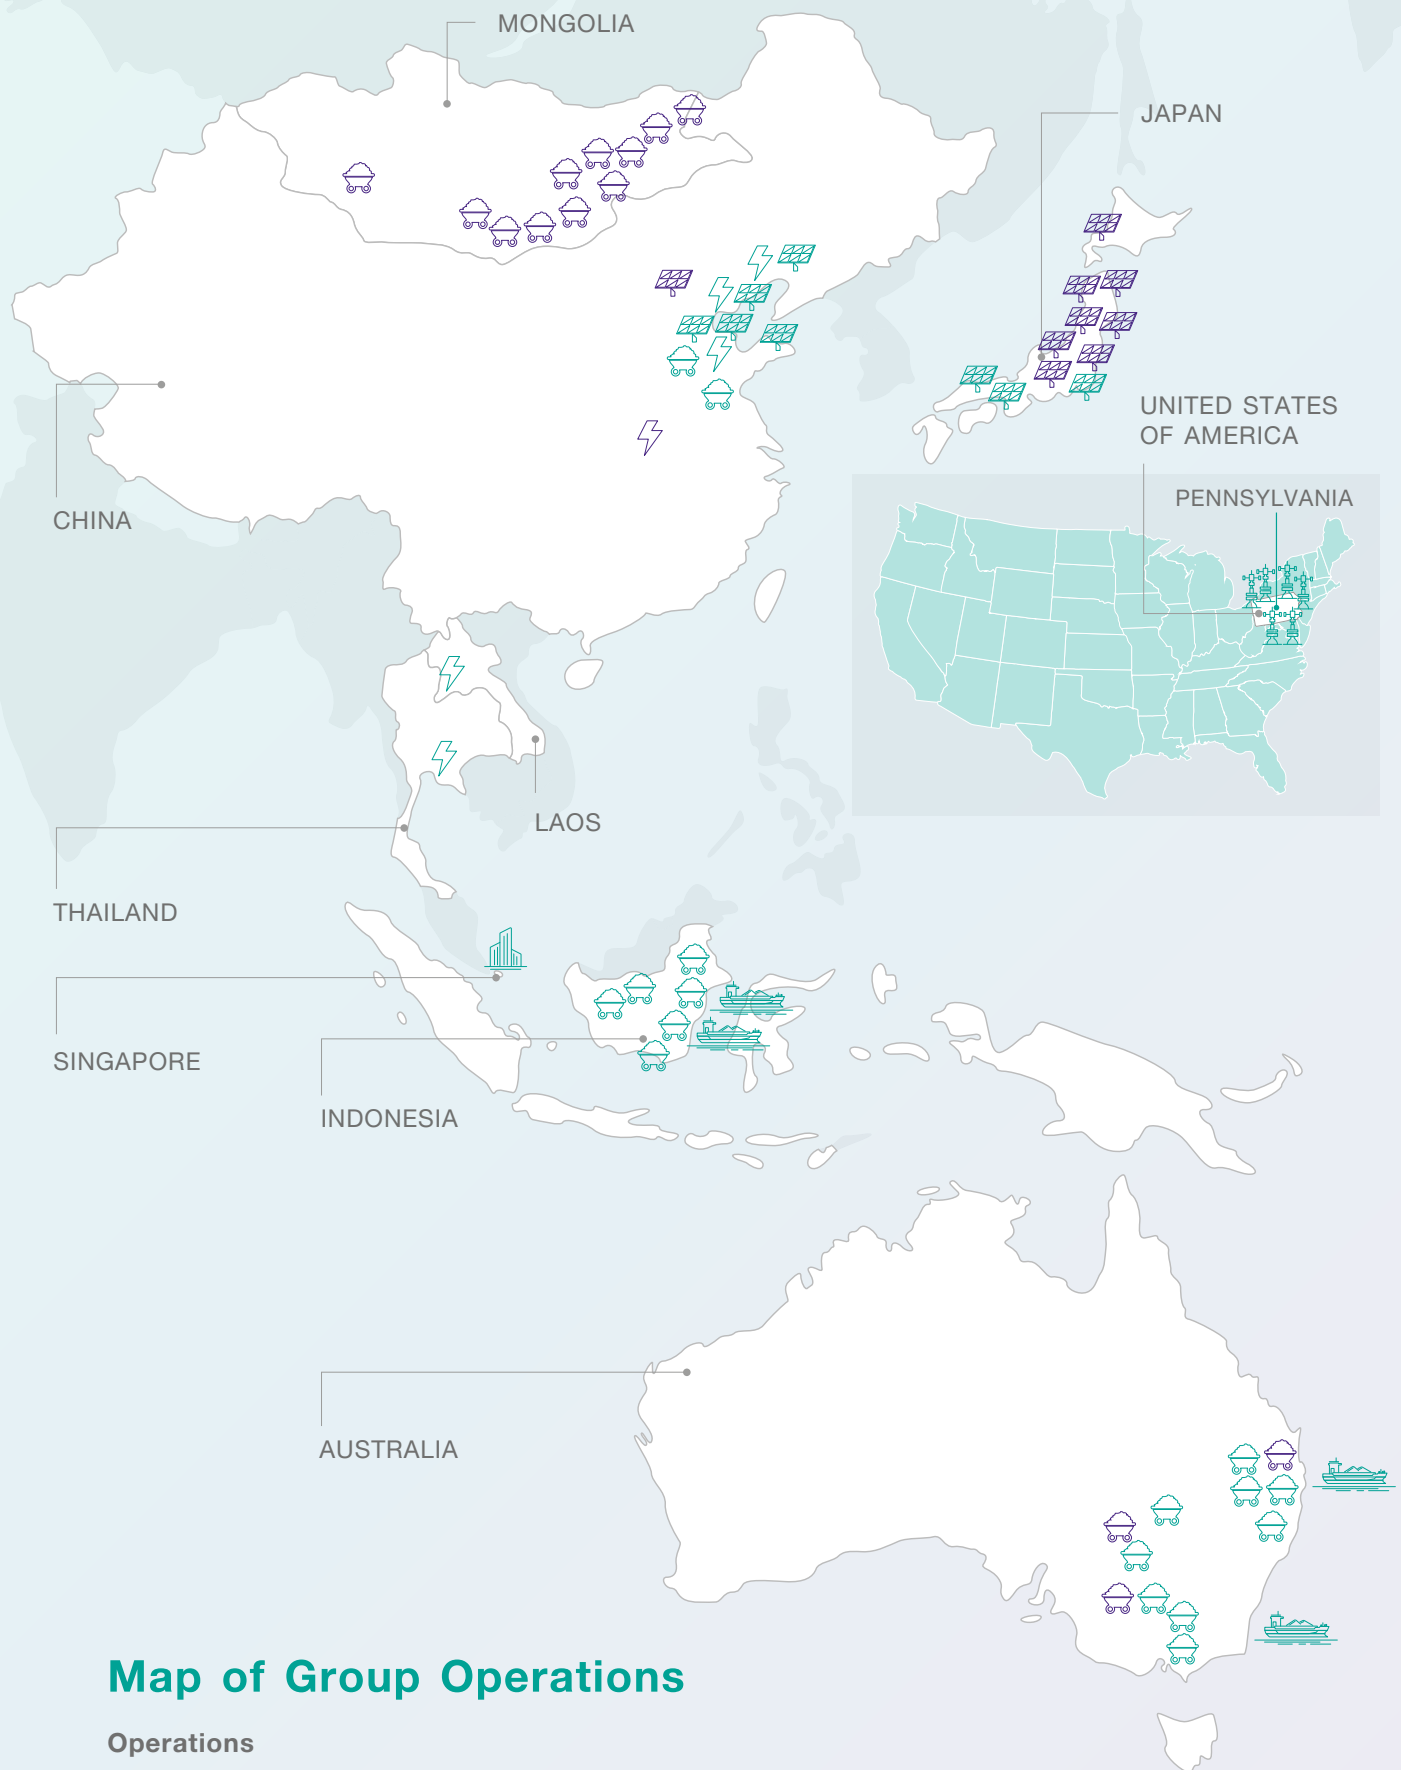 MONGOLIA
JAPAN
UNITED STATES
OF AMERICA
PENNSYLVANIA
CHINA
LAOS
THAILAND
SINGAPORE
INDONESIA
AUSTRALIA
Map of Group Operations
Operations